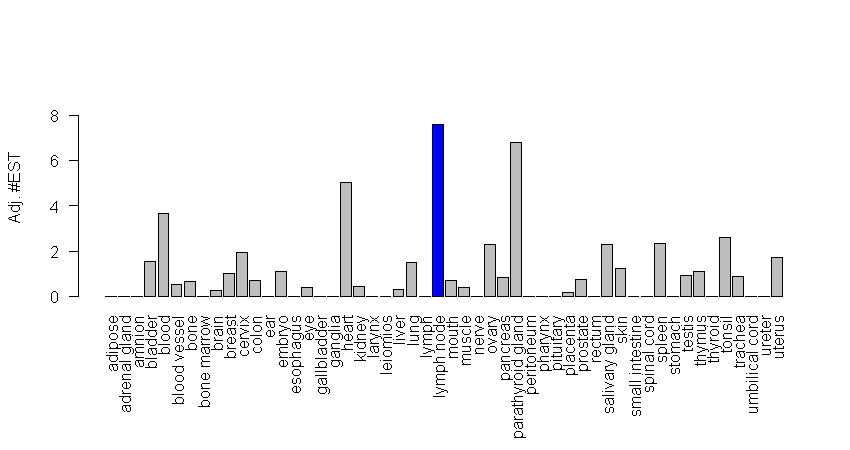 Adj. #EST
8
6
4
2
0
adipose
adrenal gland
amnion
bladder
blood
blood vessel
bone
bone marrow
brain
breast
cervix
colon
ear
embryo
esophagus
eye
gallbladder
ganglia
heart
kidney
larynx
leiomios
liver
lung
lymph
lymph node
mouth
muscle
nerve
ovary
pancreas
parathyroid gland
peritoneum
pharynx
pituitary
placenta
prostate
rectum
salivary gland
skin
small intestine
spinal cord
spleen
stomach
testis
thymus
thyroid
tonsil
trachea
umbilical cord
ureter
uterus